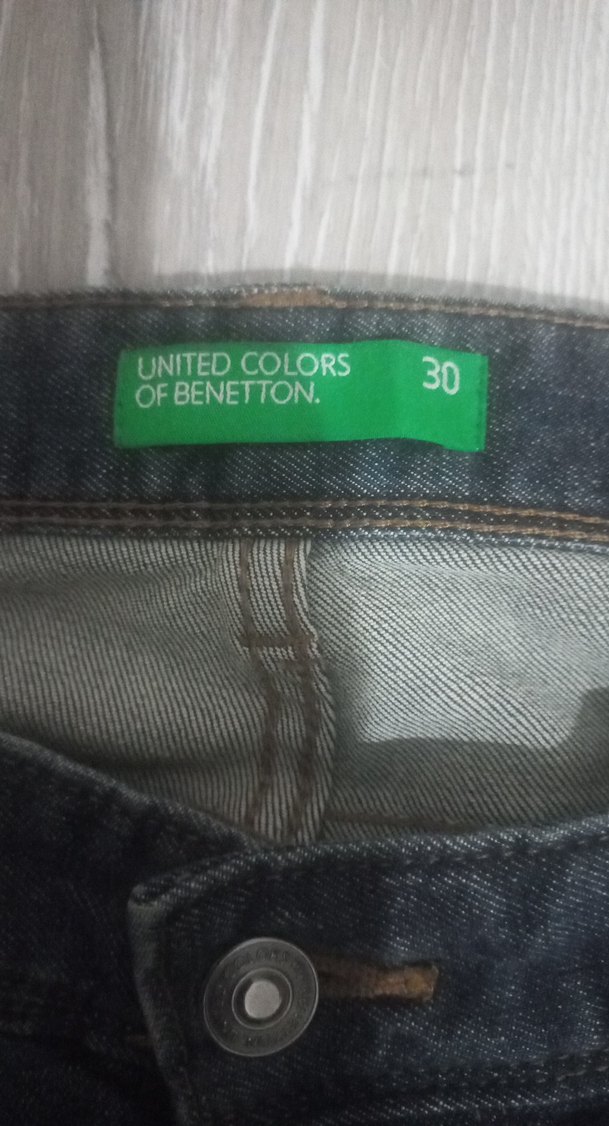 UNITED COLORS
OF BENETTON.
30